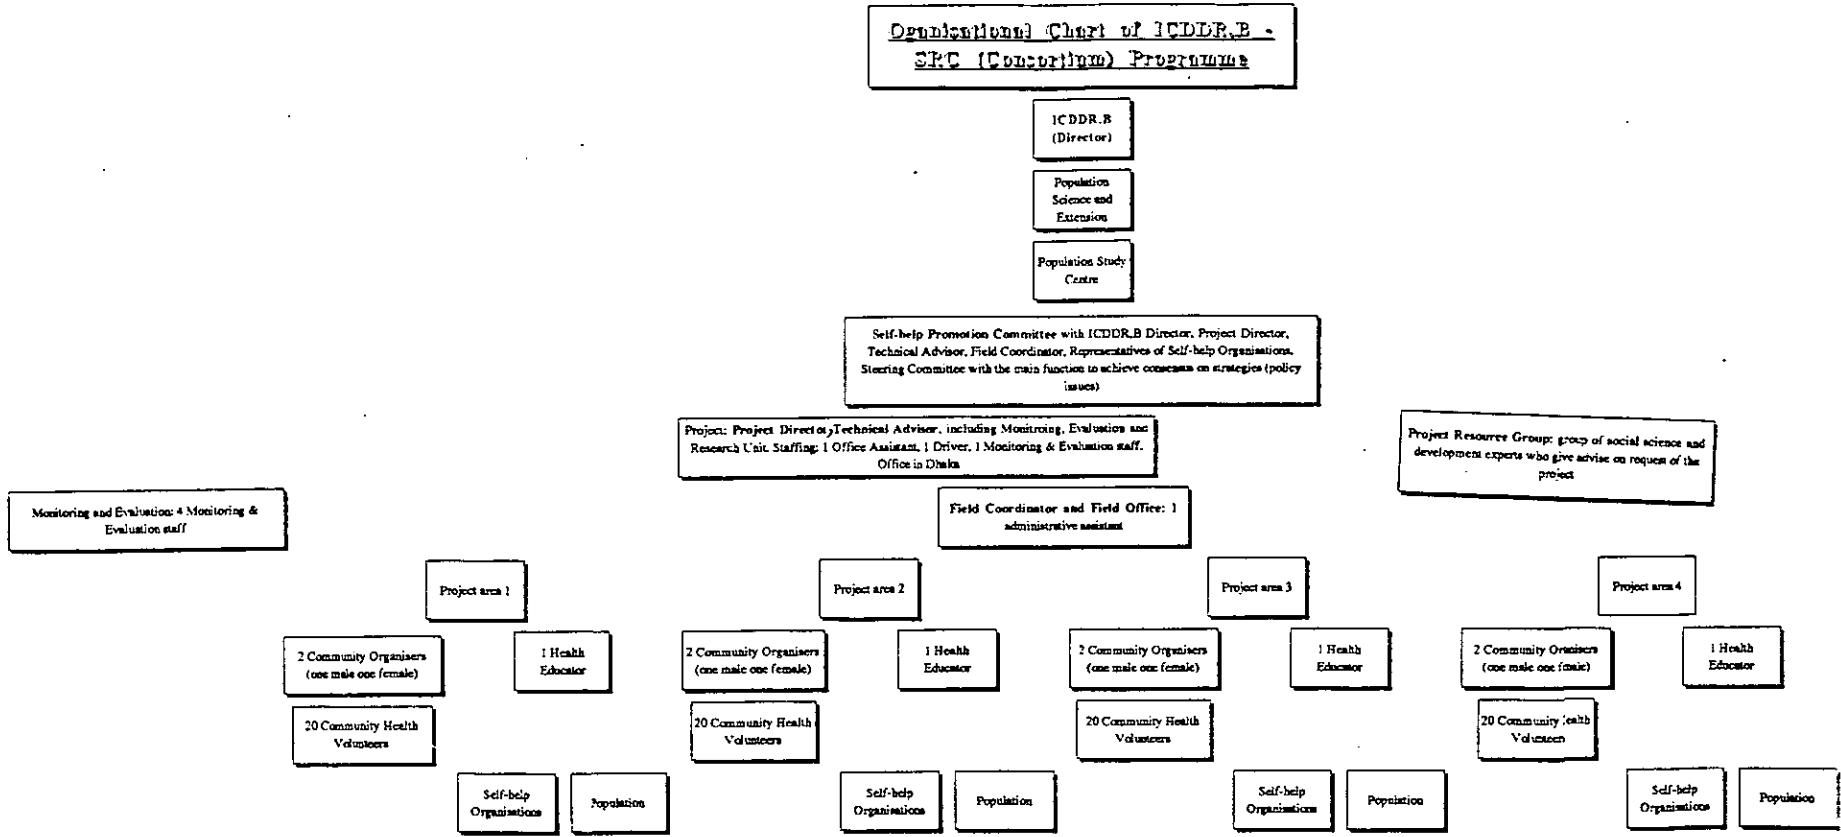 Oganisational Chart of ICDDR,B -
SRC (Consortium) Programme
ICDDR,B
(Director)
Population
Science and
Extension
Population Study
Centre
Self-help Promotion Committee with ICDDR,B Director, Project Director,
Technical Advisor, Field Coordinator, Representatives of Self-help Organisations,
Steering Committee with the main function to achieve consensus on strategies (policy
issues)
Project: Project Director, Technical Advisor, including Monitroing, Evaluation and
Research Unit. Staffing: 1 Office Assistant, 1 Driver, 1 Monitoring & Evaluation staff.
Office in Dhaka
Project Resource Group: group of social science and
development experts who give advise on request of the
project
Monitoring and Evaluation: 4 Monitoring &
Evaluation staff
Field Coordinator and Field Office: 1
administrative assistant
Project area 1
Project area 2
Project area 3
Project area 4
2 Community Organisers
(one male one female)
1 Health
Educator
2 Community Organisers
(one male one female)
1 Health
Educator
2 Community Organisers
(one male one female)
1 Health
Educator
2 Community Oranisers
(one male one female)
1 Health
Educator
20 Community Health
Volunteers
20 Community Health
Volunteers
20 Community Health
Volunteers
20 Community Health
Volunteers
Self-help
Organisations
Population
Self-help
Organisations
Population
Self-help
Organisations
Population
Self-help
Organisations
Population